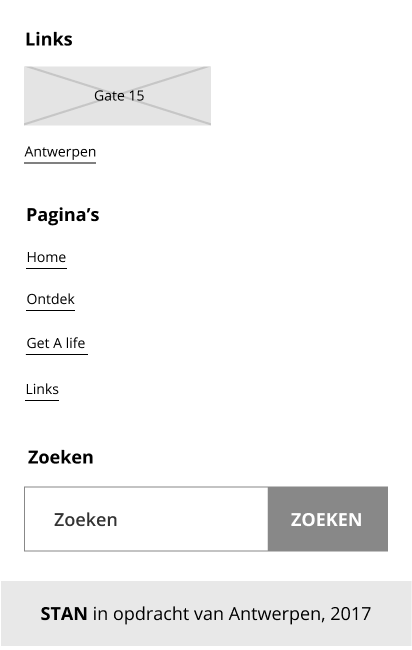 Links
Gate 15
Antwerpen
Pagina’s
Home
Ontdek
Get A life
Links
Zoeken
Zoeken
ZOEKEN
STAN in opdracht van Antwerpen, 2017